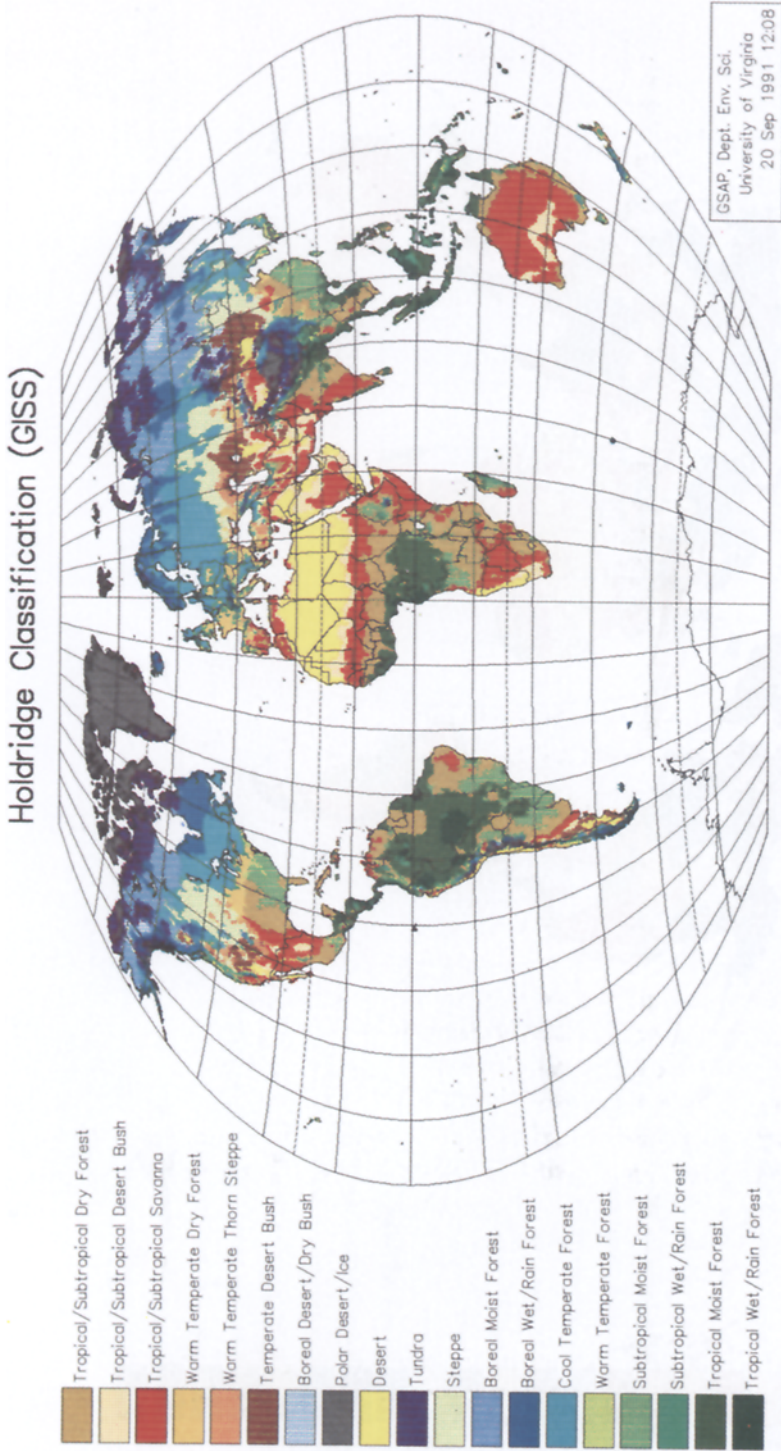 Holdridge Classification (GISS)
Tropical/Subtropical Dry Forest
Tropical/Subtropical Desert Bush
Tropical/Subtropical Savanna
Warm Temperate Dry Forest
Warm Temperate Thorn Steppe
Temperate Desert Bush
Boreal Desert/Dry Bush
Polar Desert/Ice
Desert
Tundra
Steppe
Boreal Moist Forest
Boreal Wet/Rain Forest
Cool Temperate Forest
Warm Temperate Forest
Subtropical Moist Forest
Subtropical Wet/Rain Forest
Tropical Moist Forest
Tropical Wet/Rain Forest
GSAP, Dept. Env. Sci.
University of Virginia
20 Sep 1991 12:08